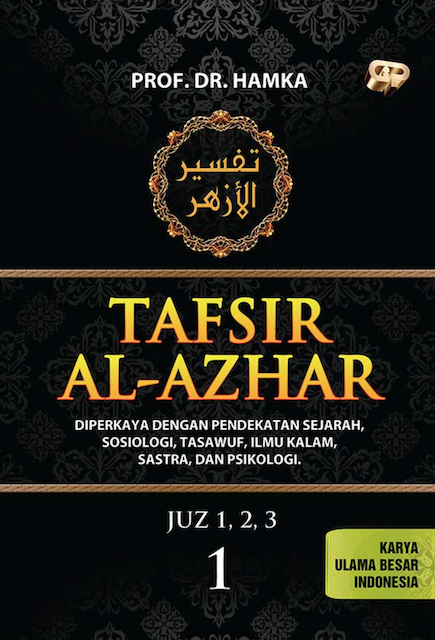 PROF. DR. HAMKA
GIP
تفسير
الأزهر
TAFSIR
AL-AZHAR
DIPERKAYA DENGAN PENDEKATAN SEJARAH,
SOSIOLOGI, TASAWUF, ILMU KALAM,
SASTRA, DAN PSIKOLOGI.
JUZ 1, 2, 3
1
KARYA
ULAMA BESAR
INDONESIA